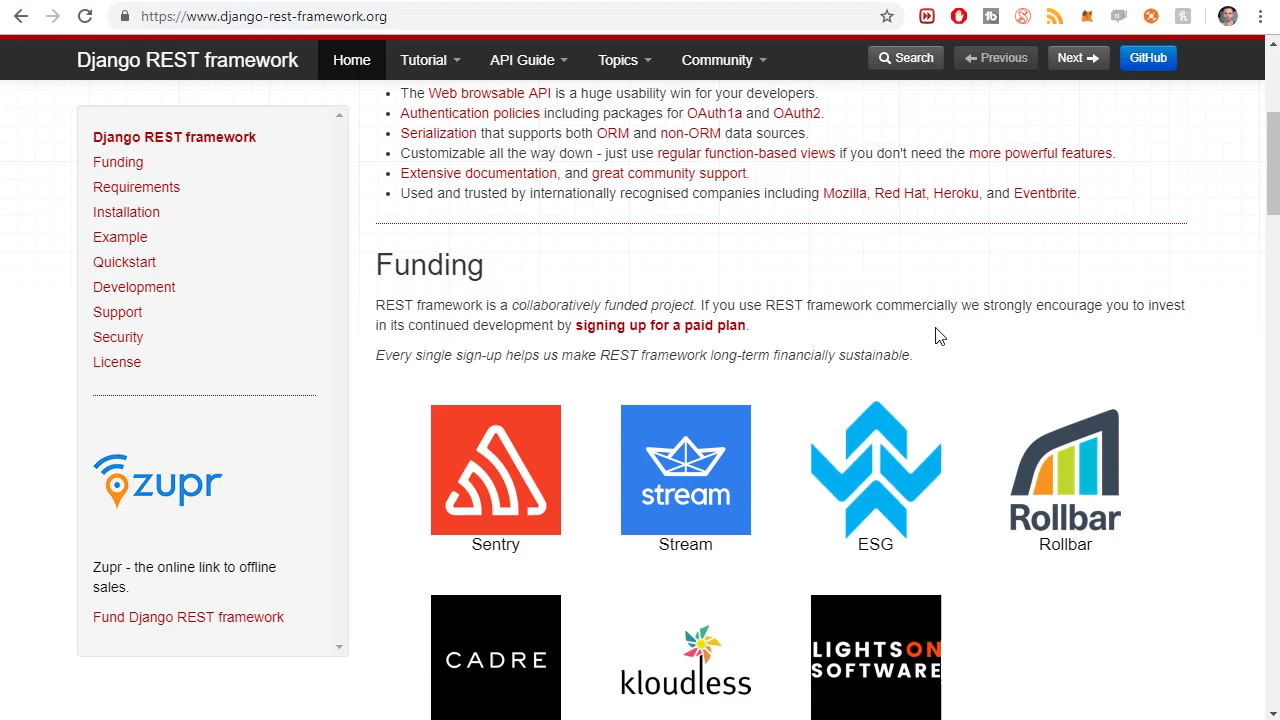 https://www.django-rest-framework.org
Django REST framework
Home
Tutorial
API Guide
Topics
Community
Search
Previous
Next
GitHub
Django REST framework
Funding
Requirements
Installation
Example
Quickstart
Development
Support
Security
License
zupr
Zupr - the online link to offline
sales.
Fund Django REST framework
The Web browsable API is a huge usability win for your developers.
Authentication policies including packages for OAuth1a and OAuth2.
Serialization that supports both ORM and non-ORM data sources.
Customizable all the way down - just use regular function-based views if you don't need the more powerful features.
Extensive documentation, and great community support.
Used and trusted by internationally recognised companies including Mozilla, Red Hat, Heroku, and Eventbrite.
Funding
REST framework is a collaboratively funded project. If you use REST framework commercially we strongly encourage you to invest
in its continued development by signing up for a paid plan.
Every single sign-up helps us make REST framework long-term financially sustainable.
stream
Rollbar
Sentry
Stream
ESG
Rollbar
CADRE
kloudless
LIGHTSON
SOFTWARE